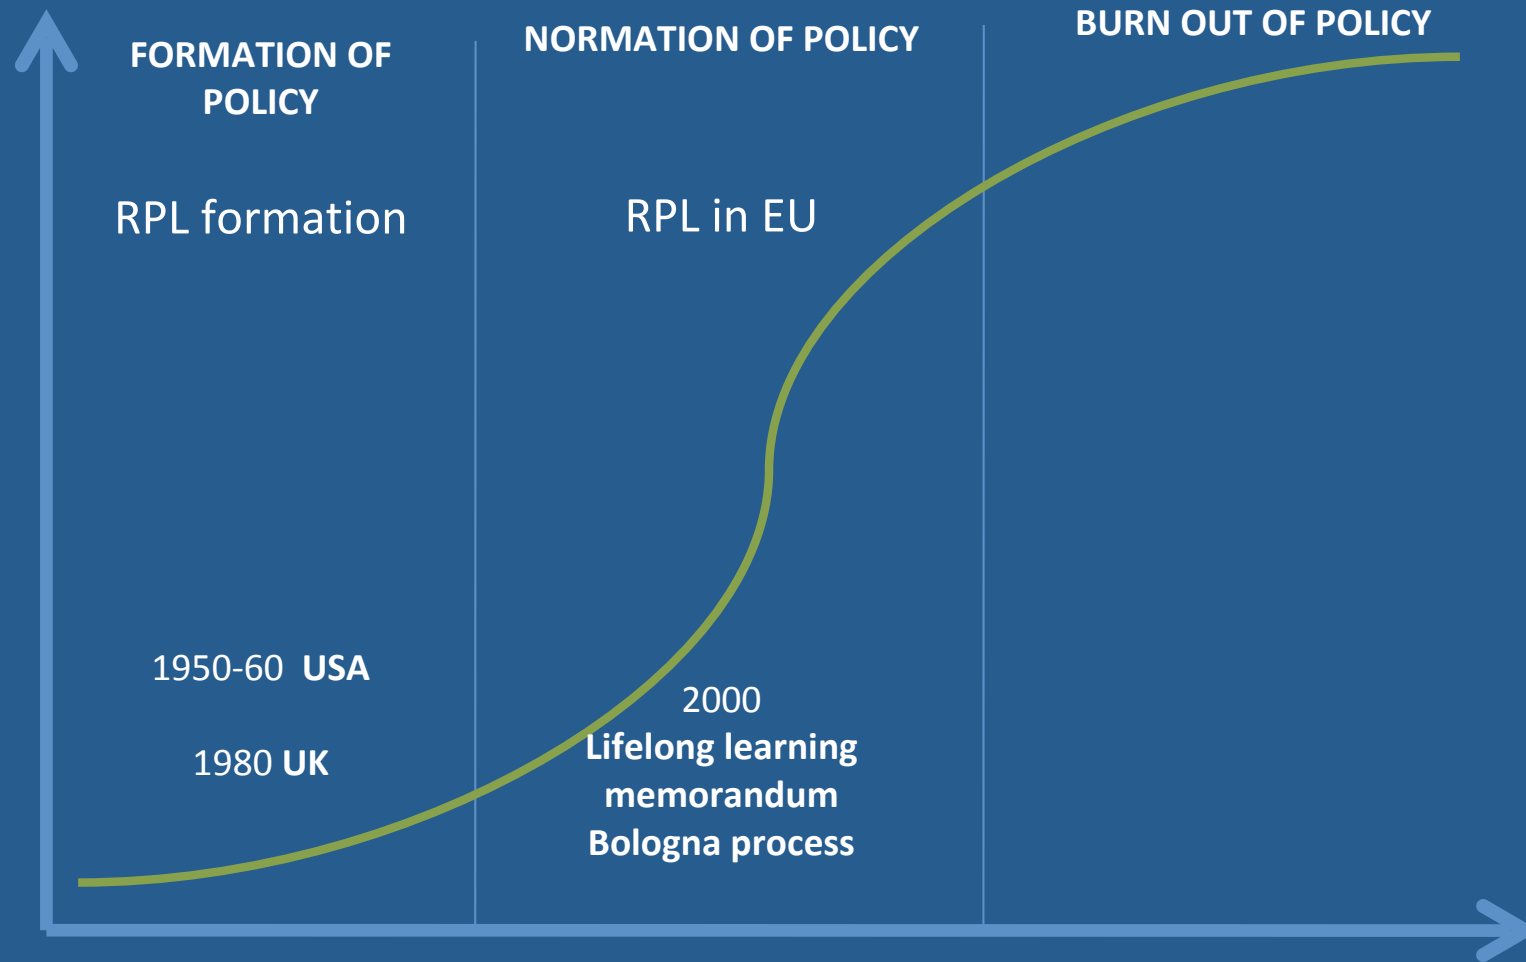 FORMATION OF
POLICY
RPL formation
1950-60 USA
1980 UK
NORMATION OF POLICY
RPL in EU
2000
Lifelong learning
memorandum
Bologna process
BURN OUT OF POLICY